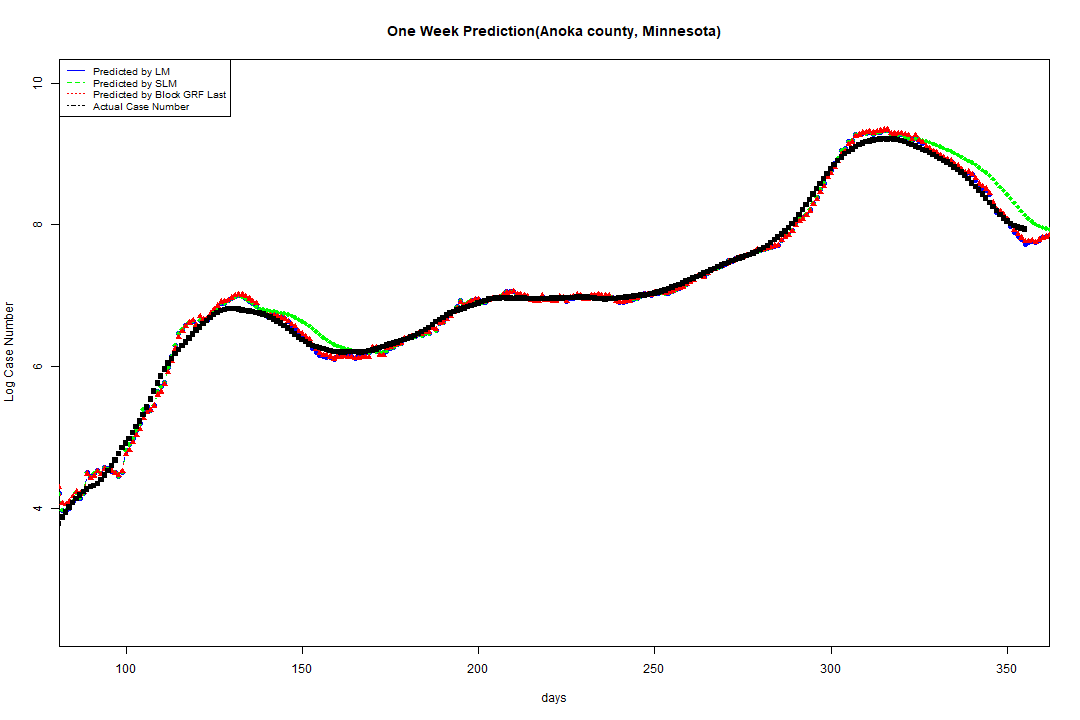 One Week Prediction(Anoka county, Minnesota)
Predicted by LM
Predicted by SLM
Predicted by Block GRF Last
Actual Case Number
10
8
6
4
Log Case Number
100 150 200 250 300 350
days